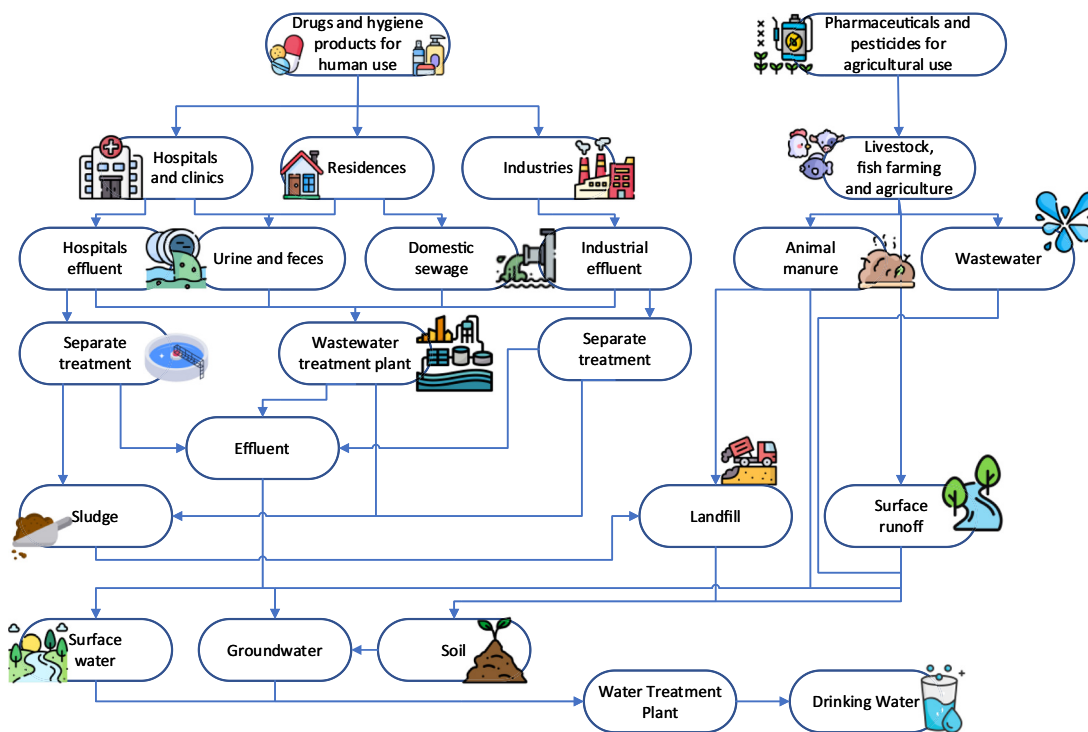 Drugs and hygiene
products for
human use
Pharmaceuticals and
pesticides for
agricultural use
Hospitals
and clinics
Residences
Industries
Livestock,
fish farming
and agriculture
Hospitals
effluent
Urine and feces
Domestic
sewage
Industrial
effluent
Animal
manure
Wastewater
Separate
treatment
Wastewater
treatment plant
Separate
treatment
Effluent
Sludge
Landfill
Surface
runoff
Surface
water
Groundwater
Soil
Water Treatment
Plant
Drinking Water